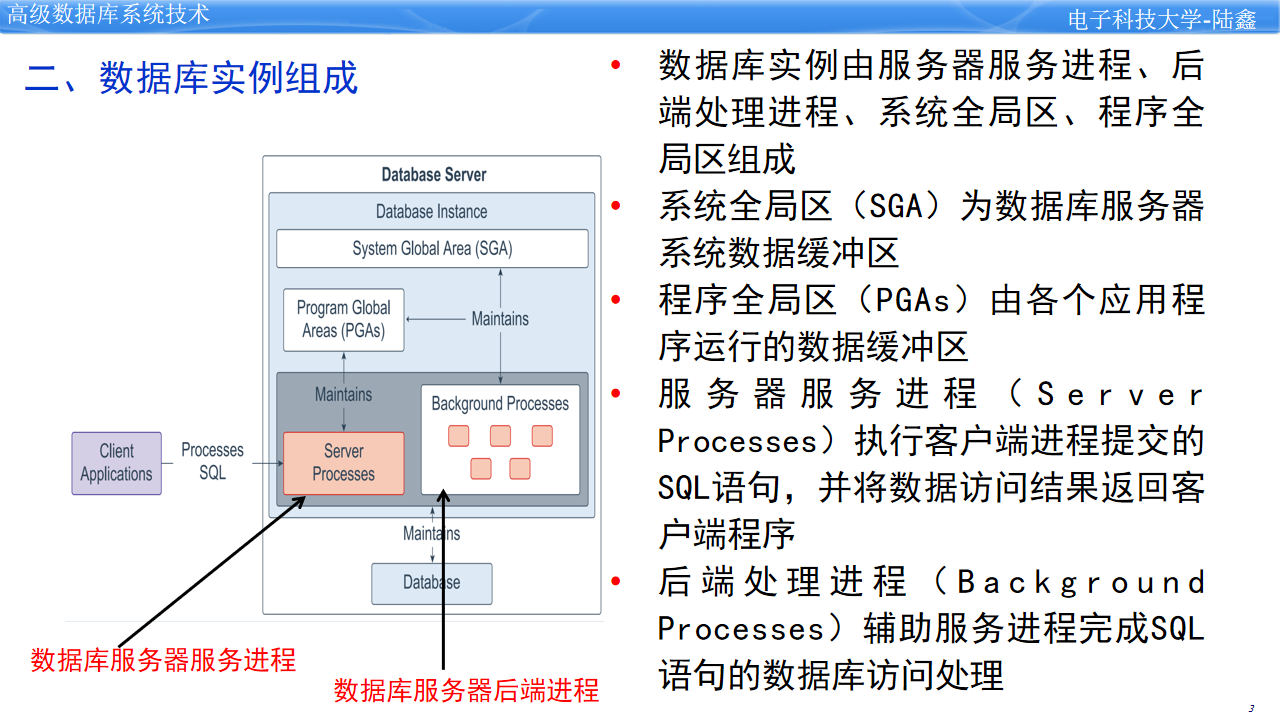 高级数据库系统技术
电子科技大学-陆鑫
二、数据库实例组成
Database Server
Database Instance
System Global Area (SGA)
Program Global
Areas (PGAs)
Maintains
Maintains
Background Processes
Client
Applications
Processes
SQL
Server
Processes
Maintains
Database
数据库服务器服务进程
数据库服务器后端进程
• 数据库实例由服务器服务进程、后
端处理进程、系统全局区、程序全
局区组成
• 系统全局区（SGA）为数据库服务器
系统数据缓冲区
• 程序全局区（PGAs）由各个应用程
序运行的数据缓冲区
• 服务器服务进程（Server
Processes）执行客户端进程提交的
SQL语句，并将数据访问结果返回客
户端程序
• 后端处理进程（Background
Processes）辅助服务进程完成SQL
语句的数据库访问处理
3